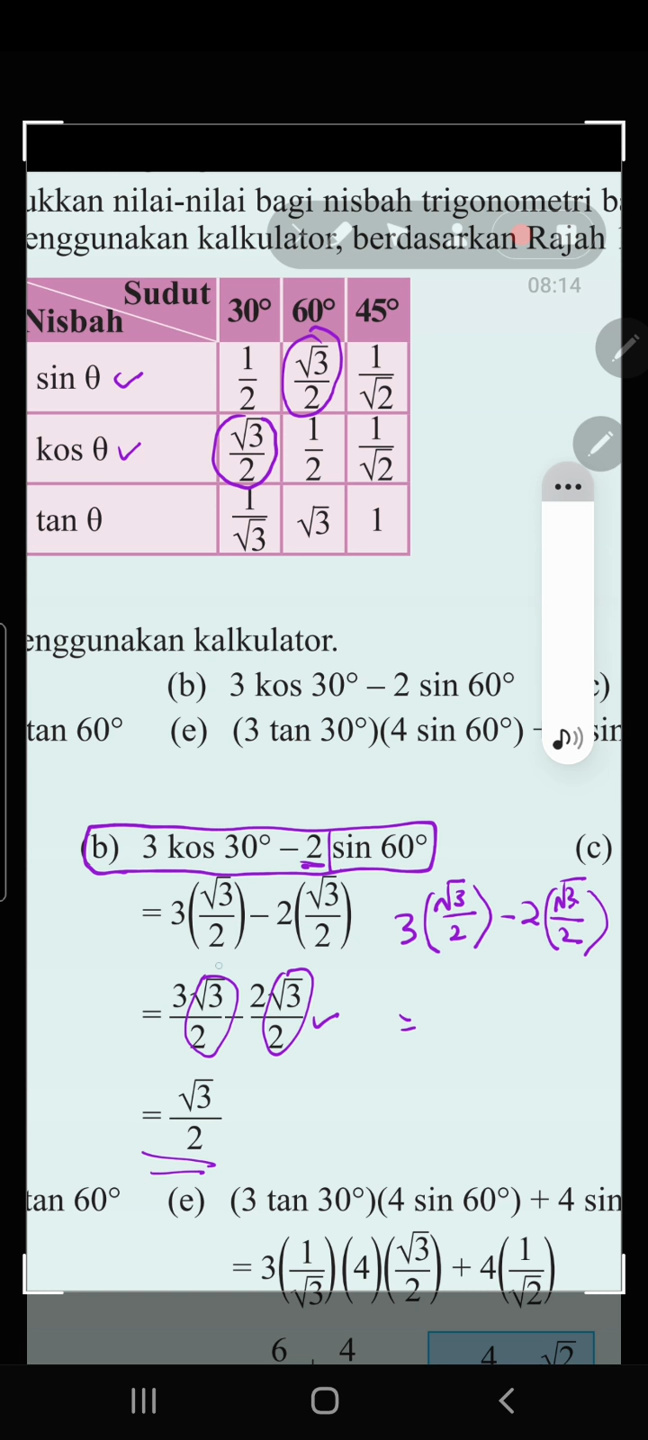 ukkan nilai-nilai bagi nisbah trigonometri
enggunakan kalkulator, berdasarkan Rajah
08:14
Sudut
Nisbah 30° 60° 45°
sin θ 1/2 √3/2 1/√2
kos θ √3/2 1/2 1/√2
tan θ 1/√3 √3 1
enggunakan kalkulator.
(b) 3 kos 30° – 2 sin 60° c)
tan 60° (e) (3 tan 30°)(4 sin 60°) sin
(b) 3 kos 30° – 2 sin 60° (c)
= 3(√3/2) – 2(√3/2) 3(√3/2) – 2(√3/2)
= 3√3/2 – 2√3/2 =
= √3/2
tan 60° (e) (3 tan 30°)(4 sin 60°) + 4 sin
= 3(1/√3)(4)(√3/2) + 4(1/√2)
6 4 4 √2